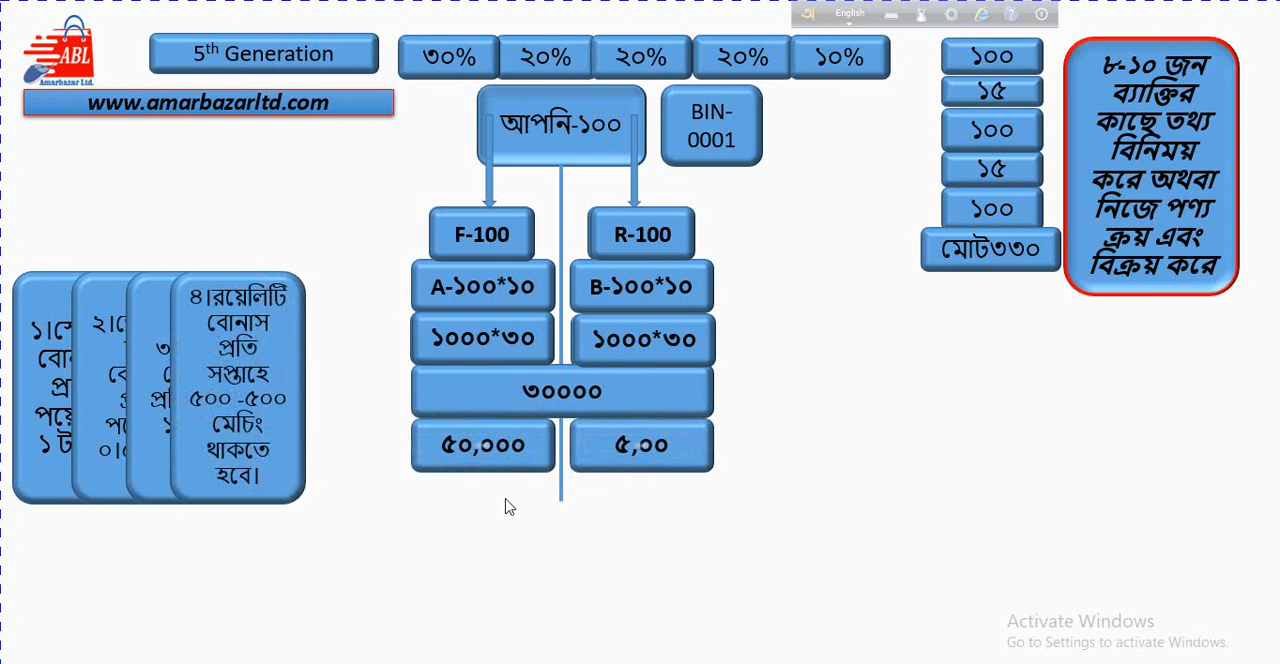 English
ABL
Amarbazar Ltd.
www.amarbazarltd.com
5th Generation
৩০% ২০% ২০% ২০% ১০%
আপনি-১০০
BIN-
0001
F-100 R-100
A-১০০*১০ B-১০০*১০
১০০০*৩০ ১০০০*৩০
৩০০০০
৫০,০০০ ৫,০০
১০০
১৫
১০০
১৫
১০০
মোট৩৩০
৮-১০ জন
ব্যাক্তির
কাছে তথ্য
বিনিময়
করে অথবা
নিজে পণ্য
ক্রয় এবং
বিক্রয় করে
৪।রয়েলিটি
বোনাস
প্রতি
সপ্তাহে
৫০০ -৫০০
মেচিং
থাকতে
হবে।
Activate Windows
Go to Settings to activate Windows.